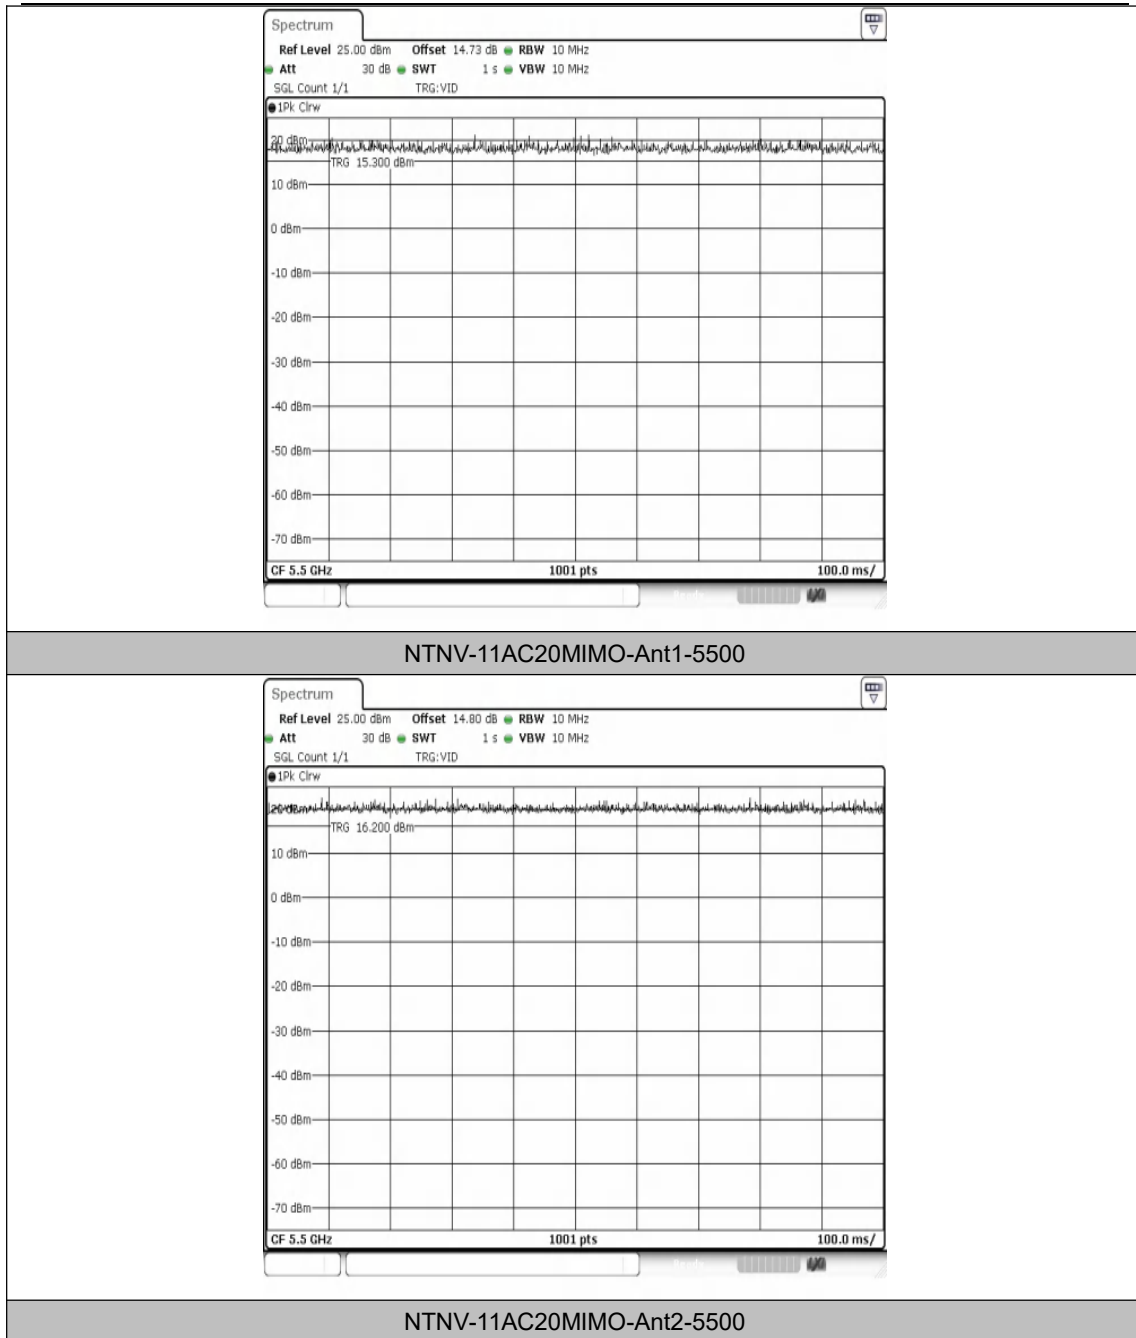 Spectrum
Ref Level 25.00 dBm Offset 14.73 dB RBW 10 MHz
Att 30 dB SWT 1 s VBW 10 MHz
SGL Count 1/1 TRG:VID
1Pk Clrw
20 dBm
TRG 15.300 dBm
10 dBm
0 dBm
-10 dBm
-20 dBm
-30 dBm
-40 dBm
-50 dBm
-60 dBm
-70 dBm
CF 5.5 GHz 1001 pts 100.0 ms/
Ready
NTNV-11AC20MIMO-Ant1-5500
Spectrum
Ref Level 25.00 dBm Offset 14.80 dB RBW 10 MHz
Att 30 dB SWT 1 s VBW 10 MHz
SGL Count 1/1 TRG:VID
1Pk Clrw
20 dBm
TRG 16.200 dBm
10 dBm
0 dBm
-10 dBm
-20 dBm
-30 dBm
-40 dBm
-50 dBm
-60 dBm
-70 dBm
CF 5.5 GHz 1001 pts 100.0 ms/
Ready
NTNV-11AC20MIMO-Ant2-5500